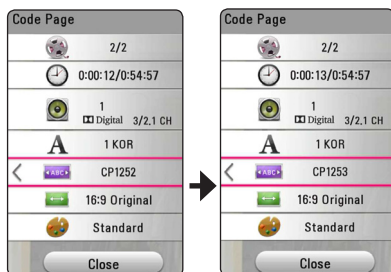 Code Page
2/2
0:00:12/0:54:57
1
Digital 3/2.1 CH
A 1 KOR
ABC CP1252
16:9 Original
Standard
Close
Code Page
2/2
0:00:13/0:54:57
1
Digital 3/2.1 CH
A 1 KOR
ABC CP1253
16:9 Original
Standard
Close